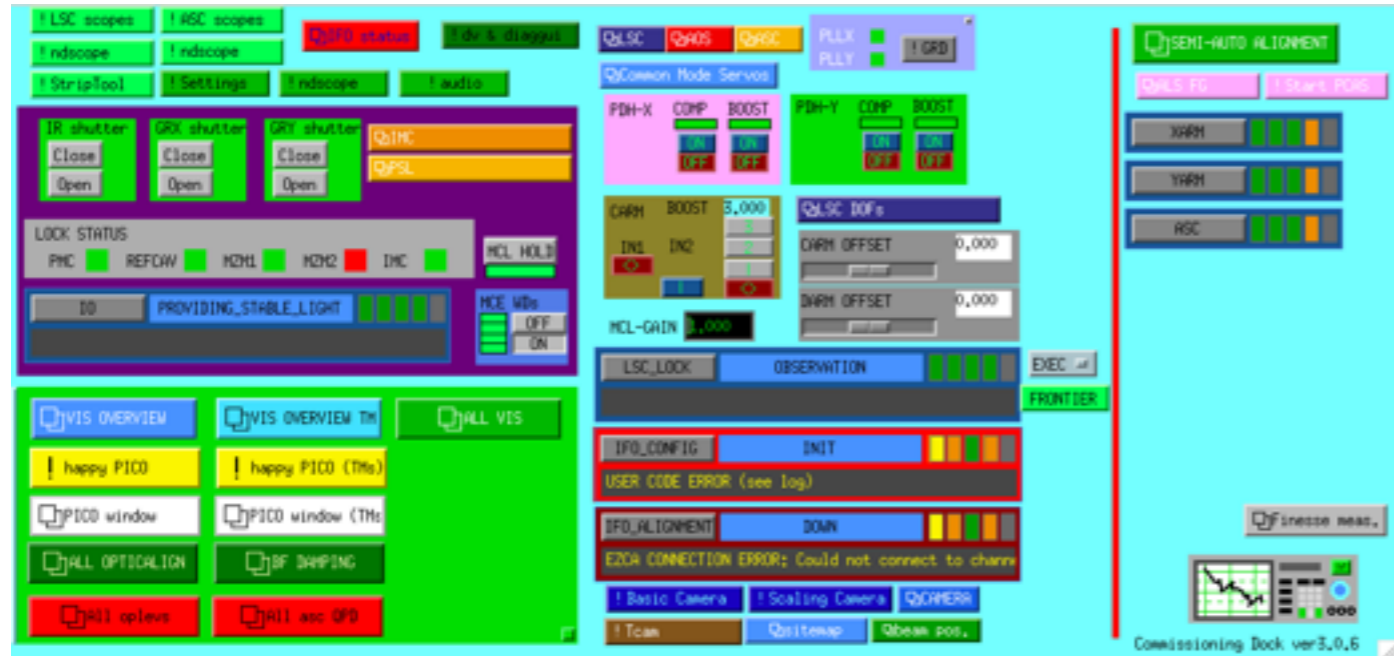 ! LSC scopes
! ASC scopes
IFO status
! dv & diaggui
! ndscope
! ndscope
! StripTool
! Settings
! ndscope
! audio
IR shutter
Close
Open
GRX shutter
Close
Open
GRY shutter
Close
Open
IMC
PSL
LOCK STATUS
PMC
REFCAV
MZM1
MZM2
IMC
MCL HOLD
IO
PROVIDING_STABLE_LIGHT
MCE WDs
OFF
ON
VIS OVERVIEW
VIS OVERVIEW TM
ALL VIS
! happy PICO
! happy PICO (TMs)
PICO window
PICO window (TMs
ALL OPTICALIGN
BF DAMPING
All oplevs
All asc QPD
LSC
AOS
ASC
PLLX
PLLY
! GRD
Common Mode Servos
PDH-X
COMP
BOOST
ON
ON
OFF
OFF
PDH-Y
COMP
BOOST
ON
ON
OFF
OFF
CARM
BOOST
3.000
IN1
IN2
LSC DOFs
CARM OFFSET
0.000
DARM OFFSET
0.000
MCL-GAIN
LSC_LOCK
OBSERVATION
EXEC
FRONTIER
IFO_CONFIG
INIT
USER CODE ERROR (see log)
IFO_ALIGNMENT
DOWN
EZCA CONNECTION ERROR: Could not connect to chann
! Basic Camera
! Scaling Camera
CAMERA
! Tcam
sitemap
beam pos.
SEMI-AUTO ALIGNMENT
ALS FG
! Start PCAS
XARM
YARM
ASC
Finesse meas.
Commissioning Dock ver3.0.6